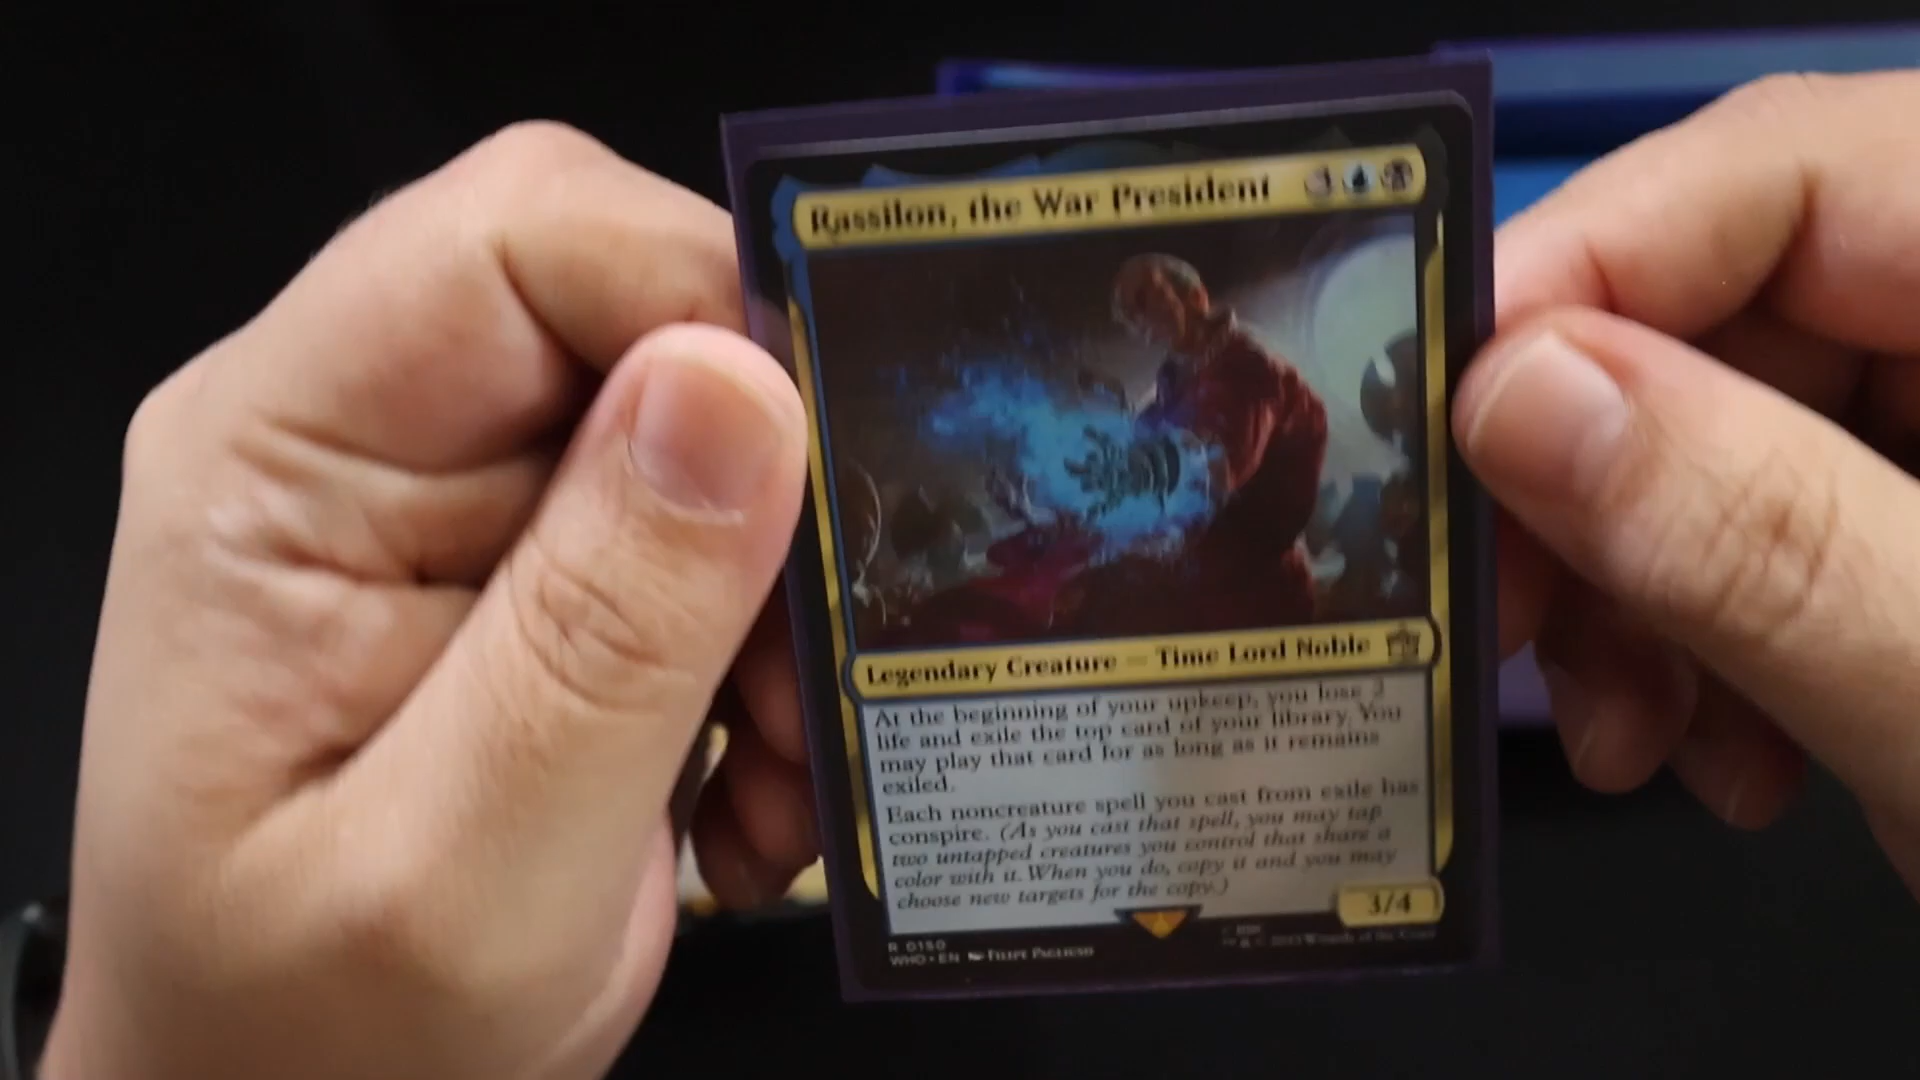 Rassilon, the War President
Legendary Creature — Time Lord Noble
At the beginning of your upkeep, you lose 2
life and exile the top card of your library. You
may play that card for as long as it remains
exiled.
Each noncreature spell you cast from exile has
conspire. (As you cast that spell, you may tap
two untapped creatures you control that share a
color with it. When you do, copy it and you may
choose new targets for the copy.)
3/4
R 0150
WHO • EN Filipe Pagliuso